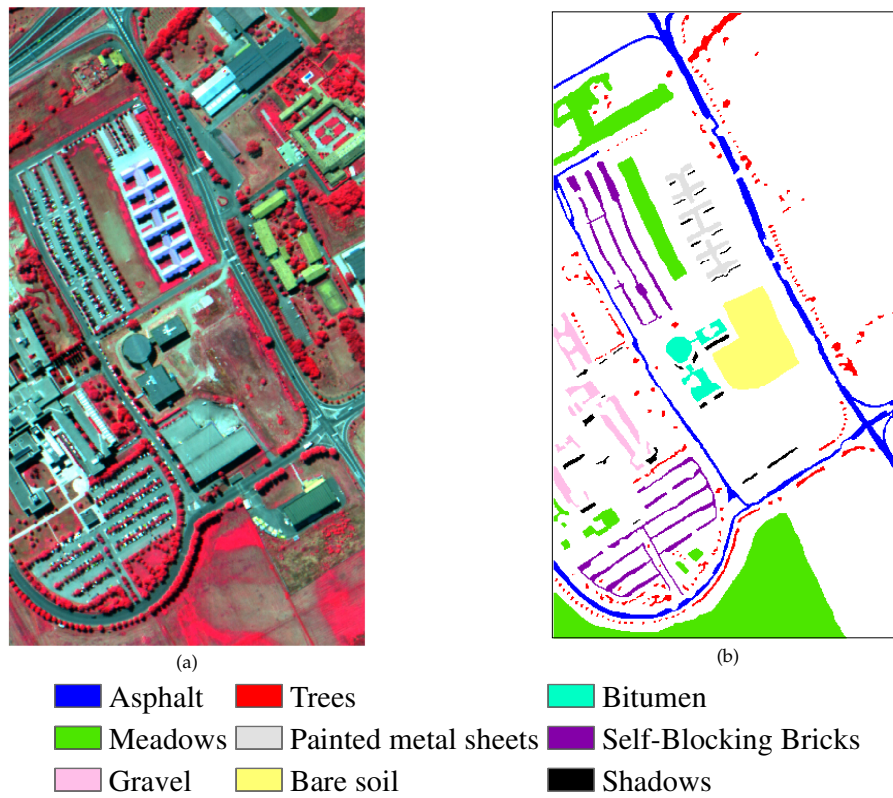 (a)
(b)
Asphalt Trees Bitumen
Meadows Painted metal sheets Self-Blocking Bricks
Gravel Bare soil Shadows